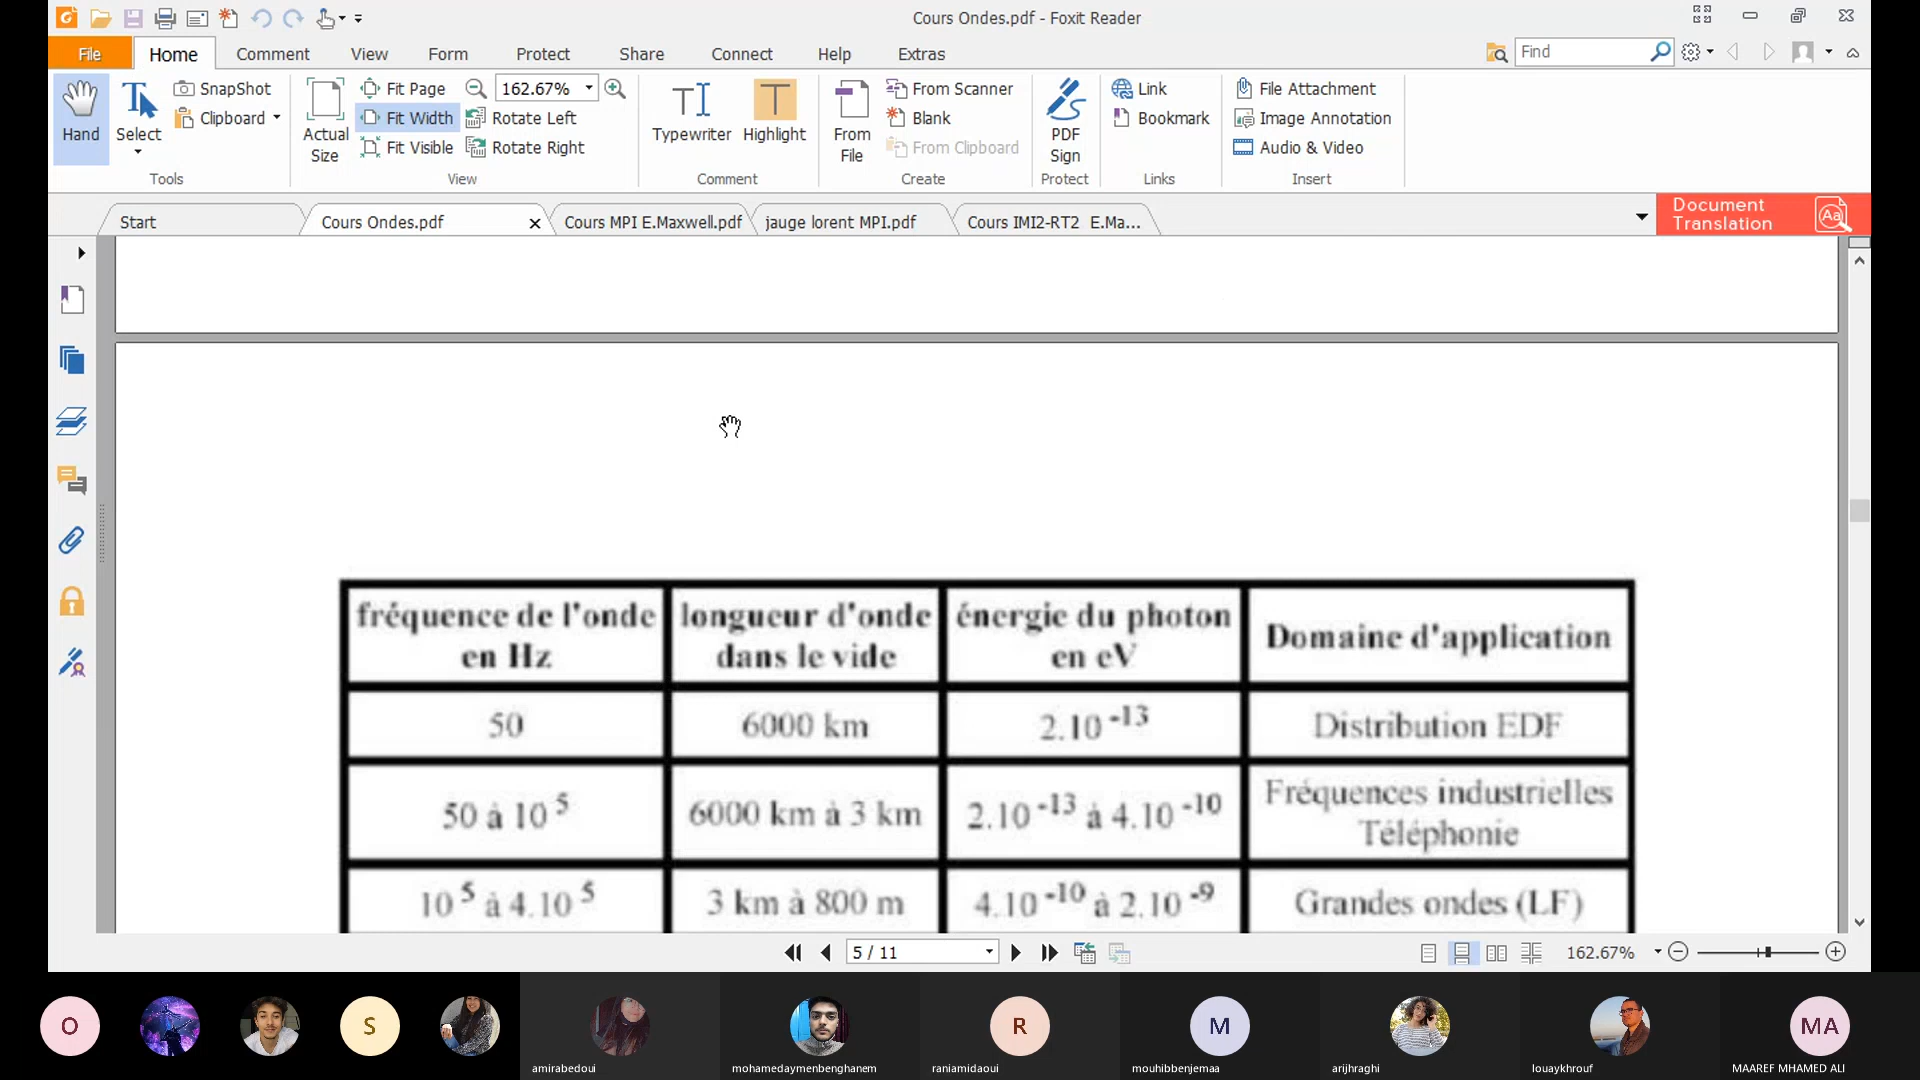 Cours Ondes.pdf - Foxit Reader
File Home Comment View Form Protect Share Connect Help Extras Find
Hand
Select
SnapShot
Clipboard
Tools
Actual Size
Fit Page
Fit Width
Fit Visible
162.67%
Rotate Left
Rotate Right
View
Typewriter
Highlight
Comment
From File
From Scanner
Blank
From Clipboard
Create
PDF Sign
Protect
Link
Bookmark
Links
File Attachment
Image Annotation
Audio & Video
Insert
Start
Cours Ondes.pdf
Cours MPI E.Maxwell.pdf
jauge lorent MPI.pdf
Cours IMI2-RT2 E.Ma...
Document
Translation
Aa
fréquence de l'onde
en Hz
longueur d'onde
dans le vide
énergie du photon
en eV
Domaine d'application
50
6000 km
2.10 -13
Distribution EDF
50 à 10 5
6000 km à 3 km
2.10 -13 à 4.10 -10
Fréquences industrielles
Téléphonie
10 5 à 4.10 5
3 km à 800 m
4.10 -10 à 2.10 -9
Grandes ondes (LF)
5 / 11
162.67%
O
S
R
M
MA
amirabedoui
mohamedaymenbenghanem
raniamidaoui
mouhibbenjemaa
arijhraghi
louaykhrouf
MAAREF MHAMED ALI